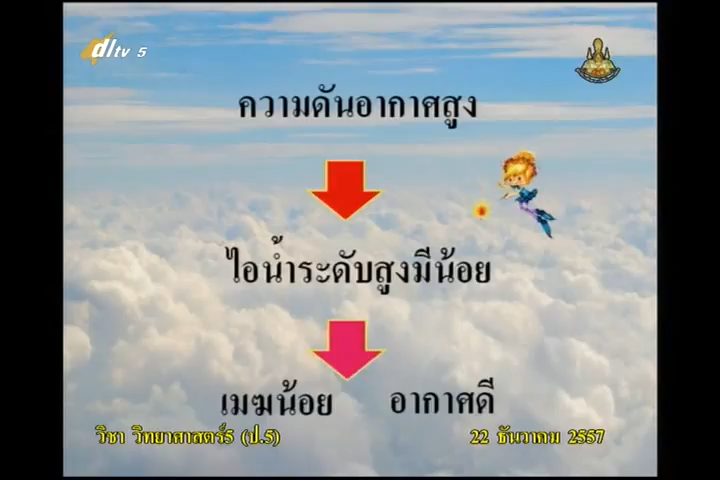 dltv 5
ความดันอากาศสูง
ไอน้ำระดับสูงมีน้อย
เมฆน้อย อากาศดี
วิชา วิทยาศาสตร์5 (ป.5) 22 ธันวาคม 2557